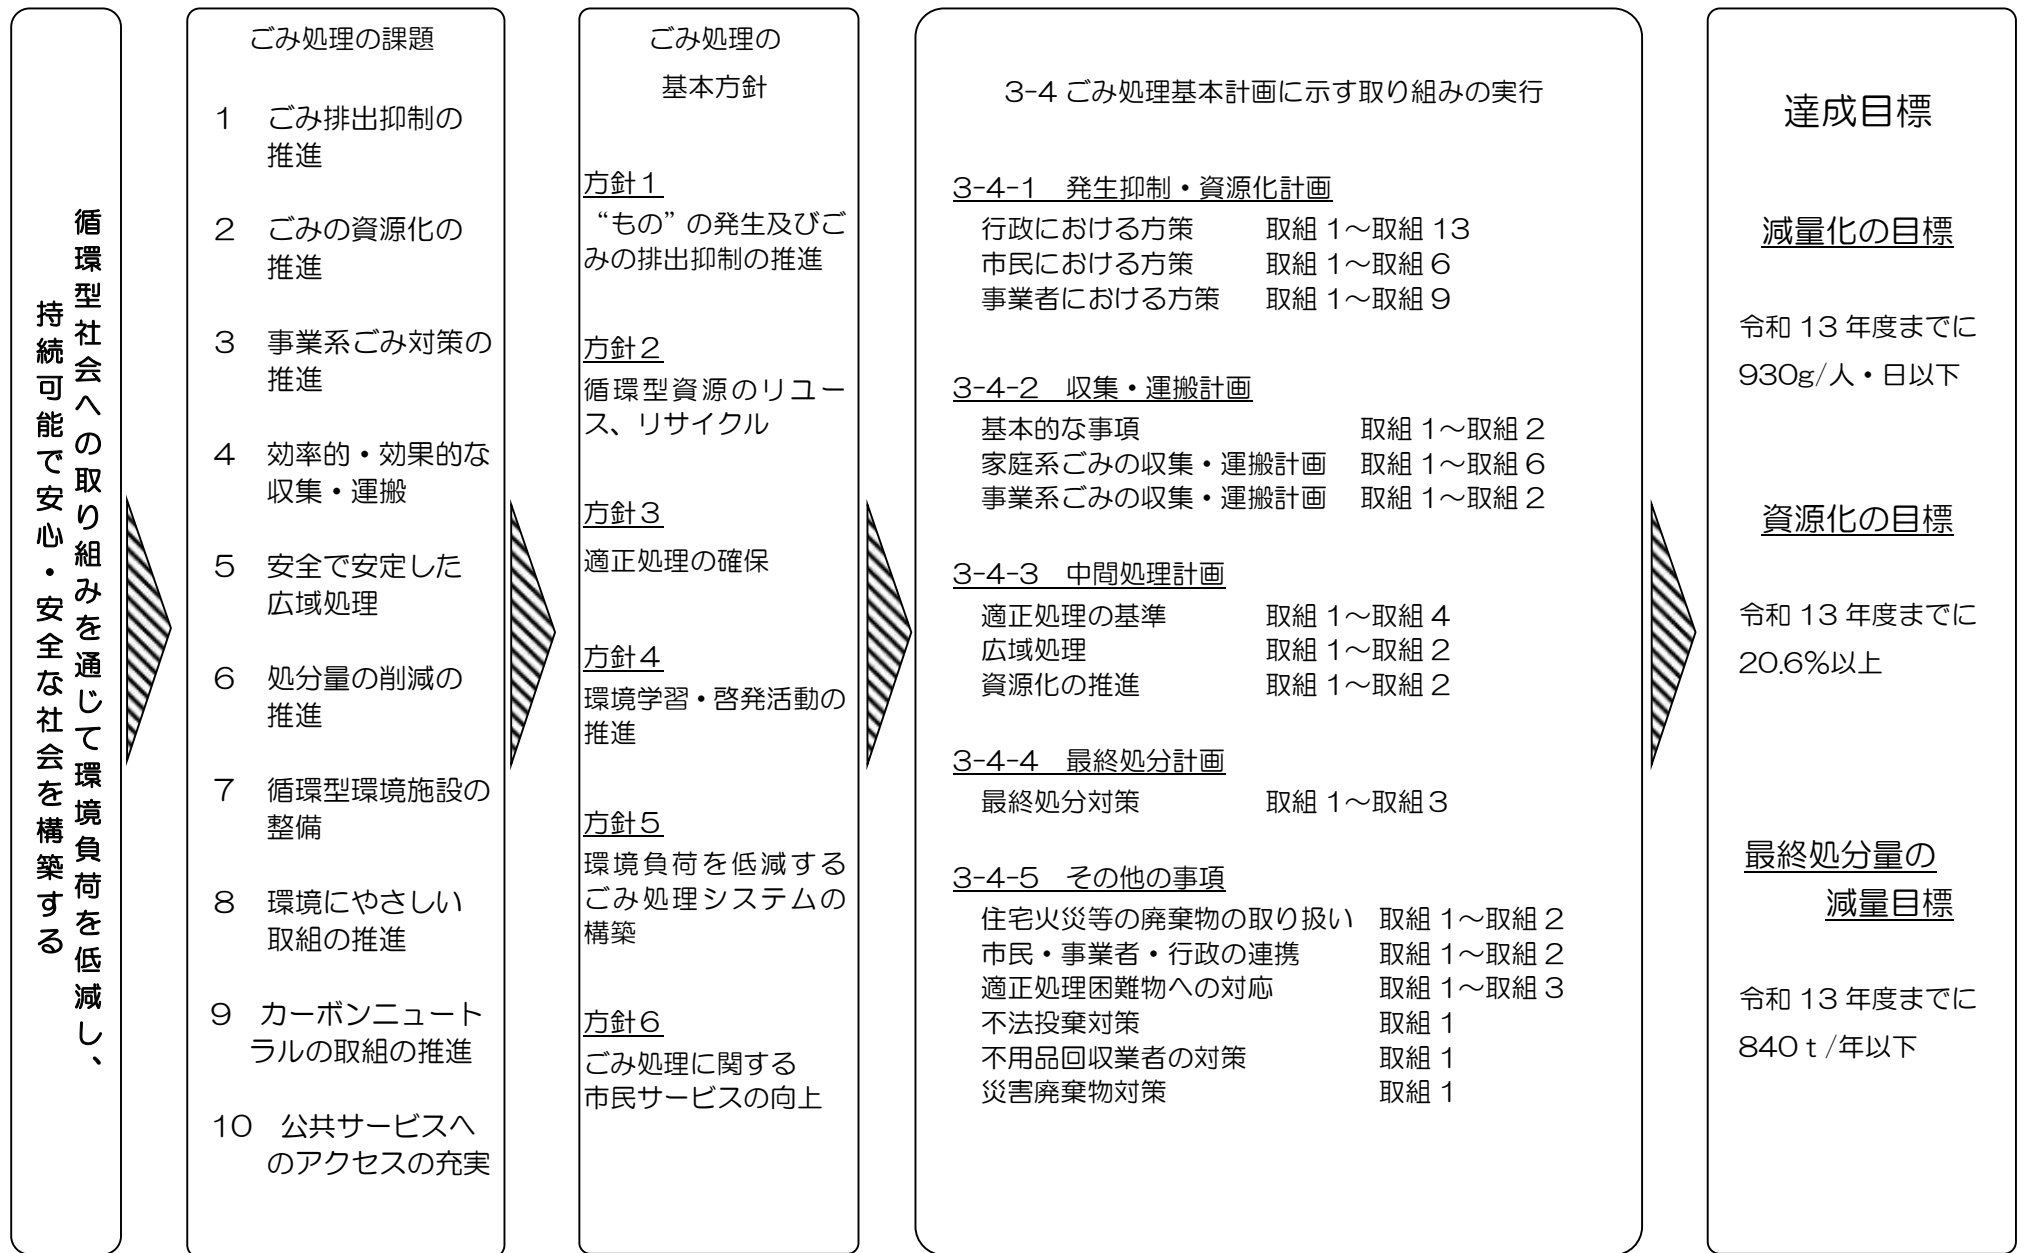 循環型社会への取り組みを通じて環境負荷を低減し、
持続可能で安心・安全な社会を構築する
ごみ処理の課題
1 ごみ排出抑制の
推進
2 ごみの資源化の
推進
3 事業系ごみ対策の
推進
4 効率的・効果的な
収集・運搬
5 安全で安定した
広域処理
6 処分量の削減の
推進
7 循環型環境施設の
整備
8 環境にやさしい
取組の推進
9 カーボンニュート
ラルの取組の推進
10 公共サービスへ
のアクセスの充実
ごみ処理の
基本方針
方針1
“もの”の発生及びご
みの排出抑制の推進
方針2
循環型資源のリユー
ス、リサイクル
方針3
適正処理の確保
方針4
環境学習・啓発活動の
推進
方針5
環境負荷を低減する
ごみ処理システムの
構築
方針6
ごみ処理に関する
市民サービスの向上
3-4 ごみ処理基本計画に示す取り組みの実行
3-4-1 発生抑制・資源化計画
行政における方策 取組 1～取組 13
市民における方策 取組 1～取組 6
事業者における方策 取組 1～取組 9
3-4-2 収集・運搬計画
基本的な事項 取組 1～取組 2
家庭系ごみの収集・運搬計画 取組 1～取組 6
事業系ごみの収集・運搬計画 取組 1～取組 2
3-4-3 中間処理計画
適正処理の基準 取組 1～取組 4
広域処理 取組 1～取組 2
資源化の推進 取組 1～取組 2
3-4-4 最終処分計画
最終処分対策 取組 1～取組3
3-4-5 その他の事項
住宅火災等の廃棄物の取り扱い 取組 1～取組 2
市民・事業者・行政の連携 取組 1～取組 2
適正処理困難物への対応 取組 1～取組 3
不法投棄対策 取組 1
不用品回収業者の対策 取組 1
災害廃棄物対策 取組 1
達成目標
減量化の目標
令和 13 年度までに
930g/人・日以下
資源化の目標
令和 13 年度までに
20.6%以上
最終処分量の
減量目標
令和 13 年度までに
840ｔ/年以下